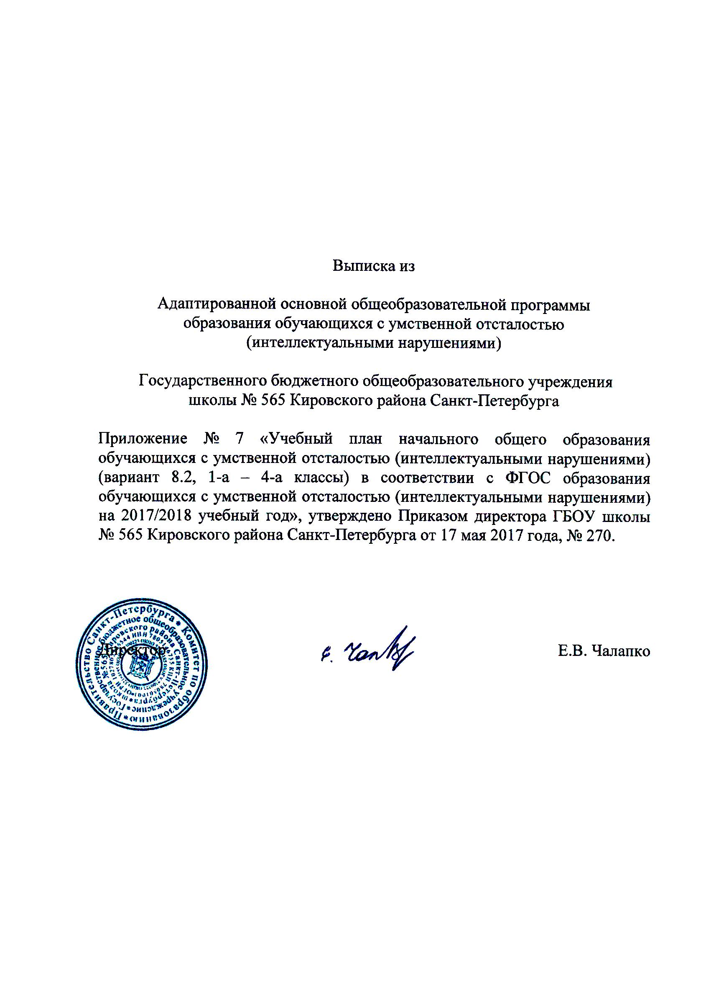 Выписка из
Адаптированной основной общеобразовательной программы
образования обучающихся с умственной отсталостью
(интеллектуальными нарушениями)
Государственного бюджетного общеобразовательного учреждения
школы № 565 Кировского района Санкт-Петербурга
Приложение № 7 «Учебный план начального общего образования
обучающихся с умственной отсталостью (интеллектуальными нарушениями)
(вариант 8.2, 1-а – 4-а классы) в соответствии с ФГОС образования
обучающихся с умственной отсталостью (интеллектуальными нарушениями)
на 2017/2018 учебный год», утверждено Приказом директора ГБОУ школы
№ 565 Кировского района Санкт-Петербурга от 17 мая 2017 года, № 270.
Директор Е.В. Чалапко
Правительство Санкт-Петербурга * Комитет по образованию *
Государственное бюджетное общеобразовательное учреждение *
школа № 565 Кировского района Санкт-Петербурга *